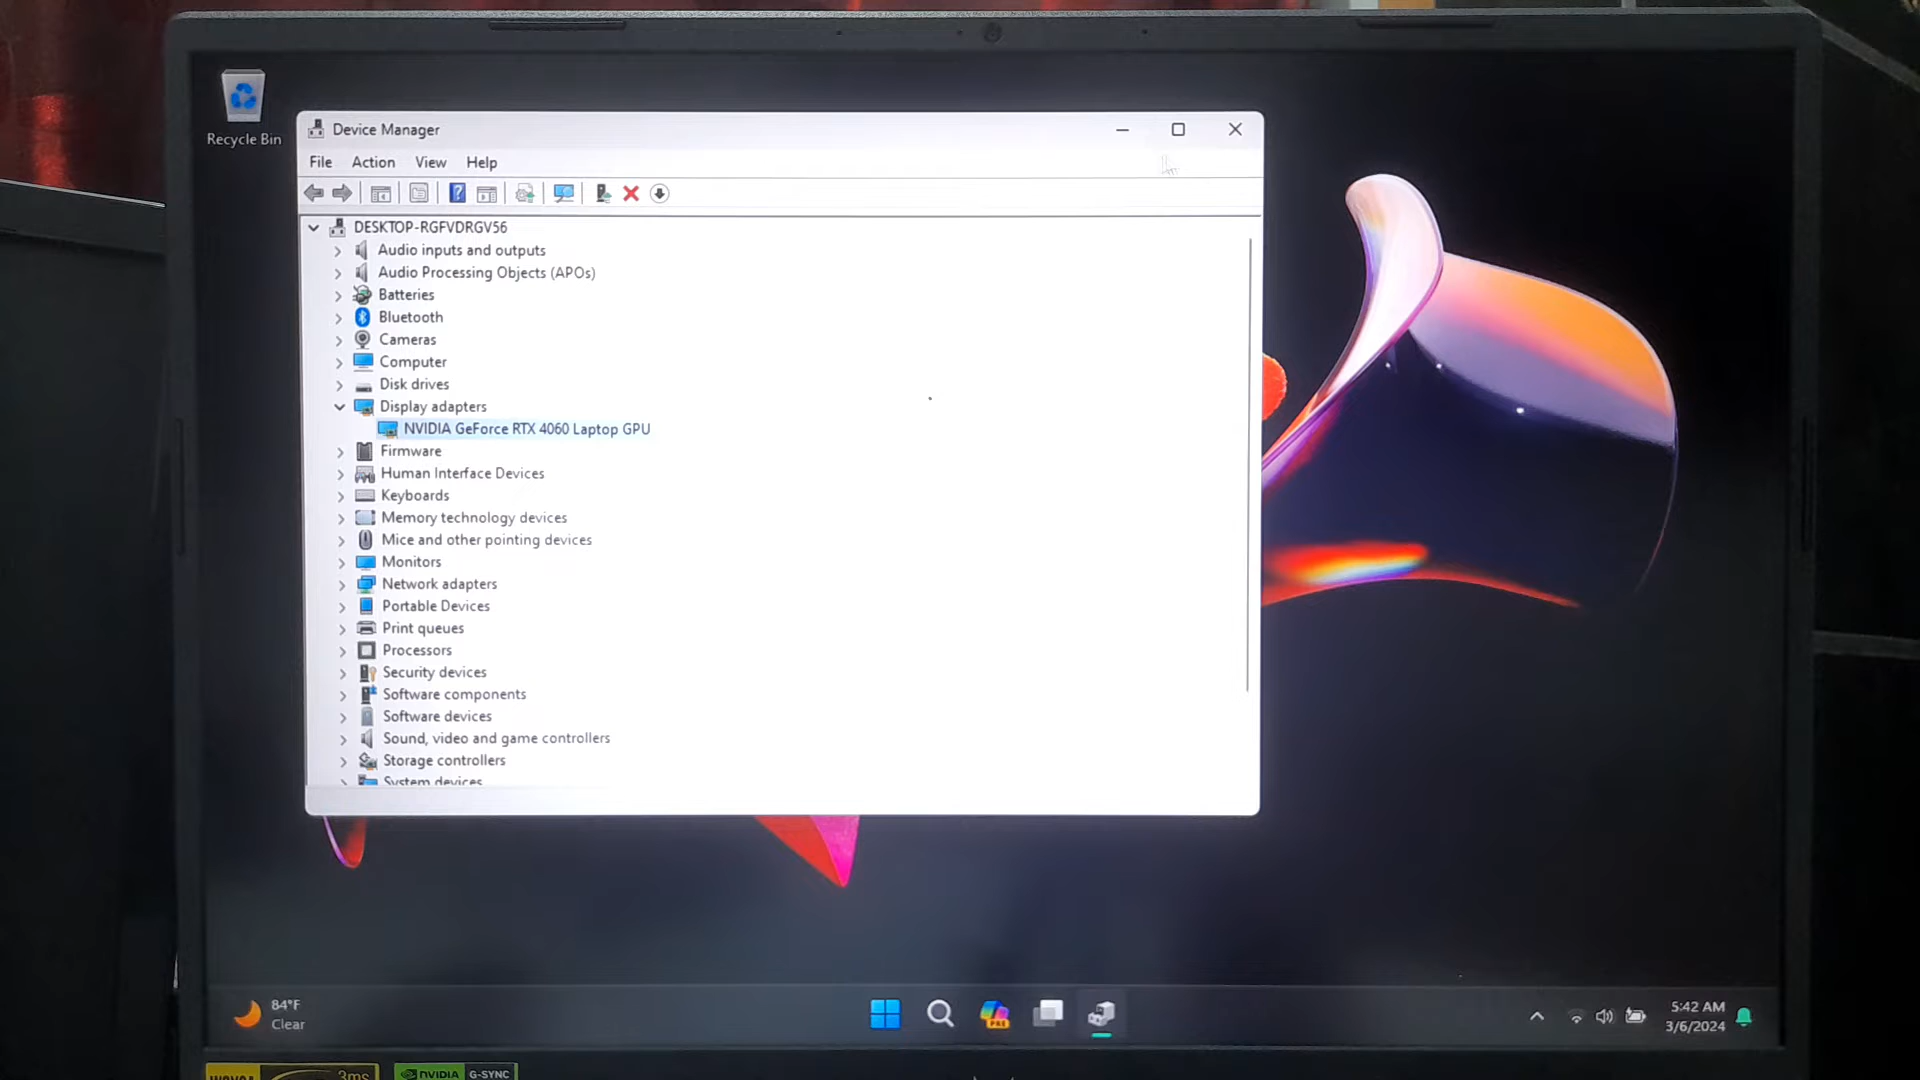 Recycle Bin
Device Manager
File Action View Help
DESKTOP-RGFVDRGV56
Audio inputs and outputs
Audio Processing Objects (APOs)
Batteries
Bluetooth
Cameras
Computer
Disk drives
Display adapters
NVIDIA GeForce RTX 4060 Laptop GPU
Firmware
Human Interface Devices
Keyboards
Memory technology devices
Mice and other pointing devices
Monitors
Network adapters
Portable Devices
Print queues
Processors
Security devices
Software components
Software devices
Sound, video and game controllers
Storage controllers
System devices
84°F
Clear
PRE
5:42 AM
3/6/2024
3ms
NVIDIA G-SYNC